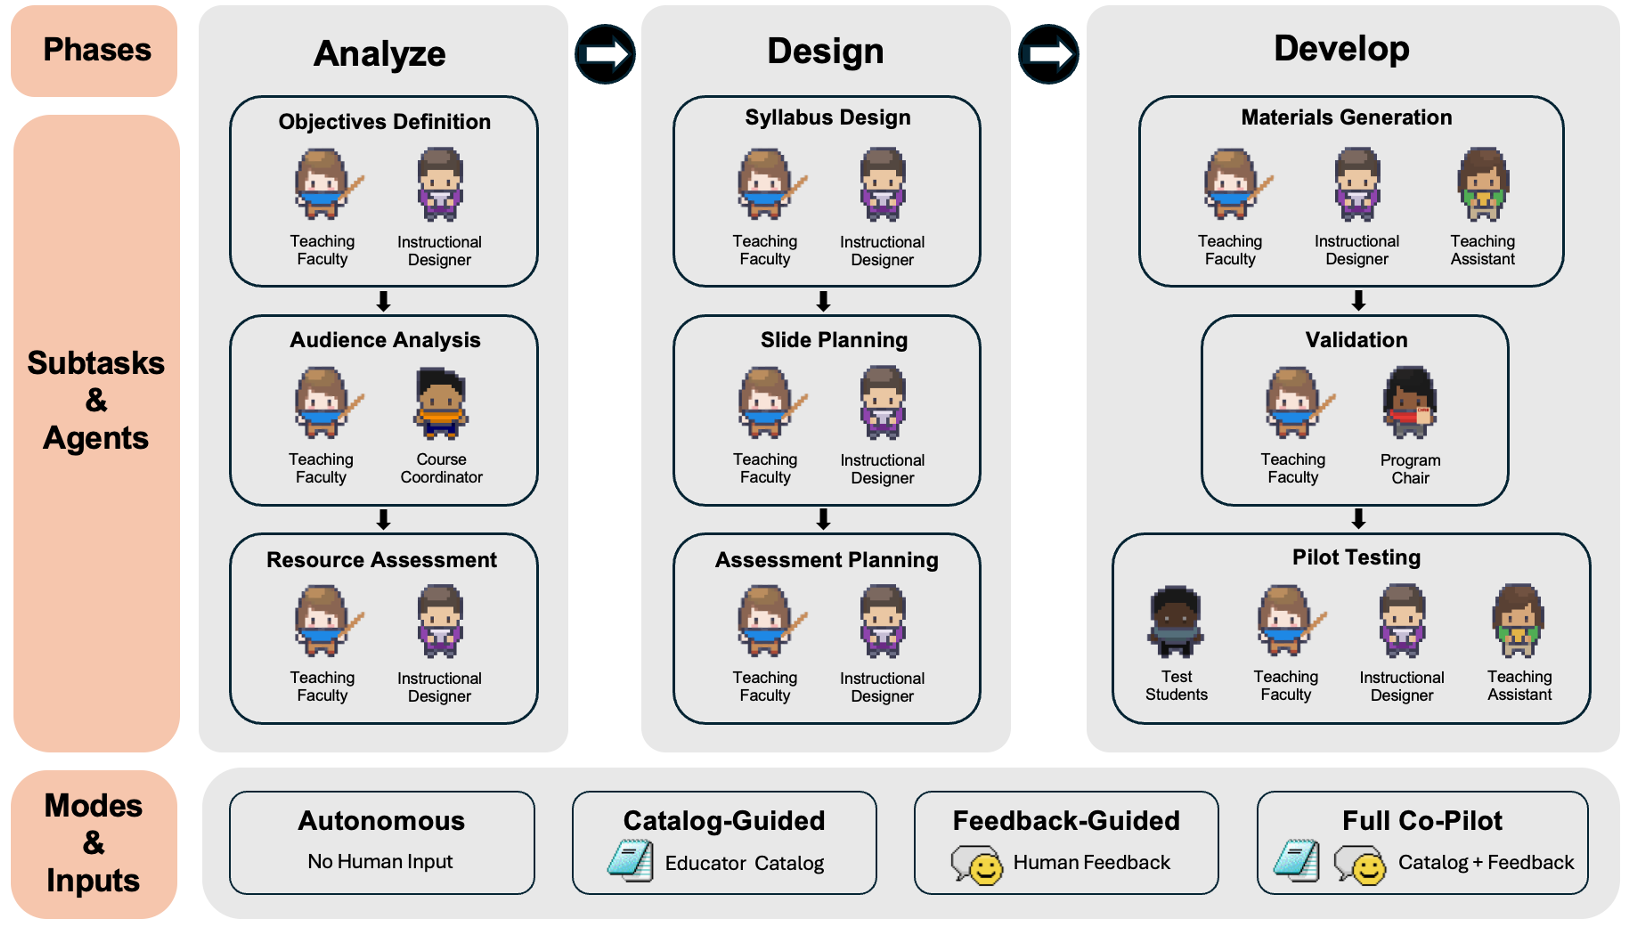 Phases
Analyze
Design
Develop
Subtasks
&
Agents
Objectives Definition
Teaching
Faculty
Instructional
Designer
Audience Analysis
Teaching
Faculty
Course
Coordinator
Resource Assessment
Teaching
Faculty
Instructional
Designer
Syllabus Design
Teaching
Faculty
Instructional
Designer
Slide Planning
Teaching
Faculty
Instructional
Designer
Assessment Planning
Teaching
Faculty
Instructional
Designer
Materials Generation
Teaching
Faculty
Instructional
Designer
Teaching
Assistant
Validation
Teaching
Faculty
Program
Chair
Pilot Testing
Test
Students
Teaching
Faculty
Instructional
Designer
Teaching
Assistant
Modes
&
Inputs
Autonomous
No Human Input
Catalog-Guided
Educator Catalog
Feedback-Guided
Human Feedback
Full Co-Pilot
Catalog + Feedback